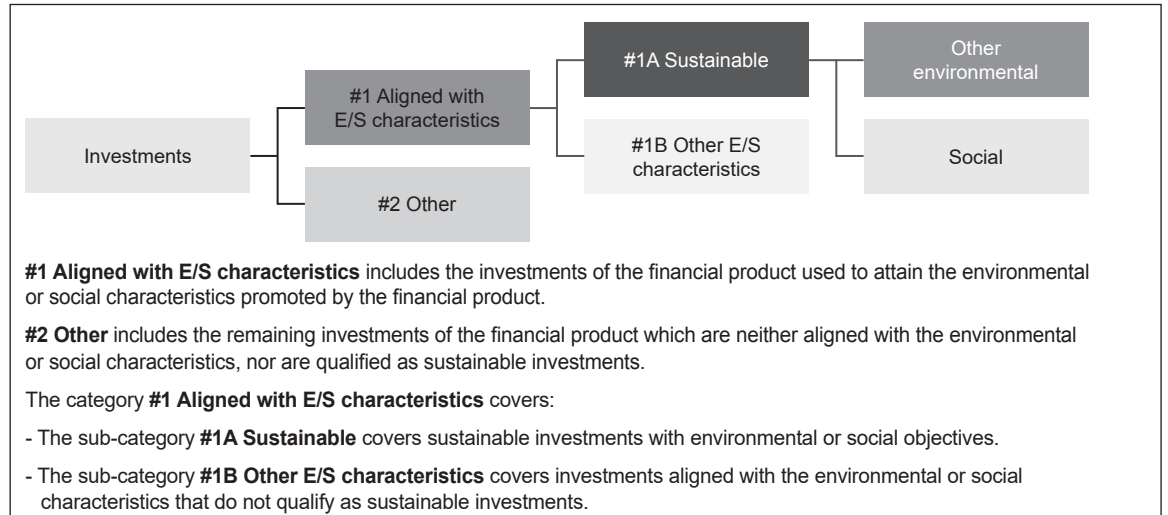 Investments
#1 Aligned with
E/S characteristics
#2 Other
#1A Sustainable
#1B Other E/S
characteristics
Other
environmental
Social
#1 Aligned with E/S characteristics includes the investments of the financial product used to attain the environmental
or social characteristics promoted by the financial product.
#2 Other includes the remaining investments of the financial product which are neither aligned with the environmental
or social characteristics, nor are qualified as sustainable investments.
The category #1 Aligned with E/S characteristics covers:
- The sub-category #1A Sustainable covers sustainable investments with environmental or social objectives.
- The sub-category #1B Other E/S characteristics covers investments aligned with the environmental or social
characteristics that do not qualify as sustainable investments.